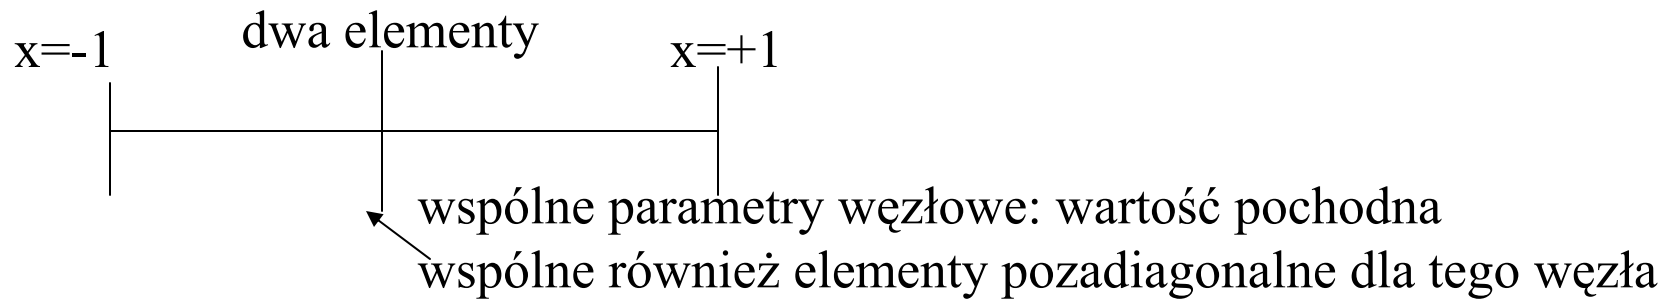 x=-1
dwa elementy
x=+1
wspólne parametry węzłowe: wartość pochodna
wspólne również elementy pozadiagonalne dla tego węzła